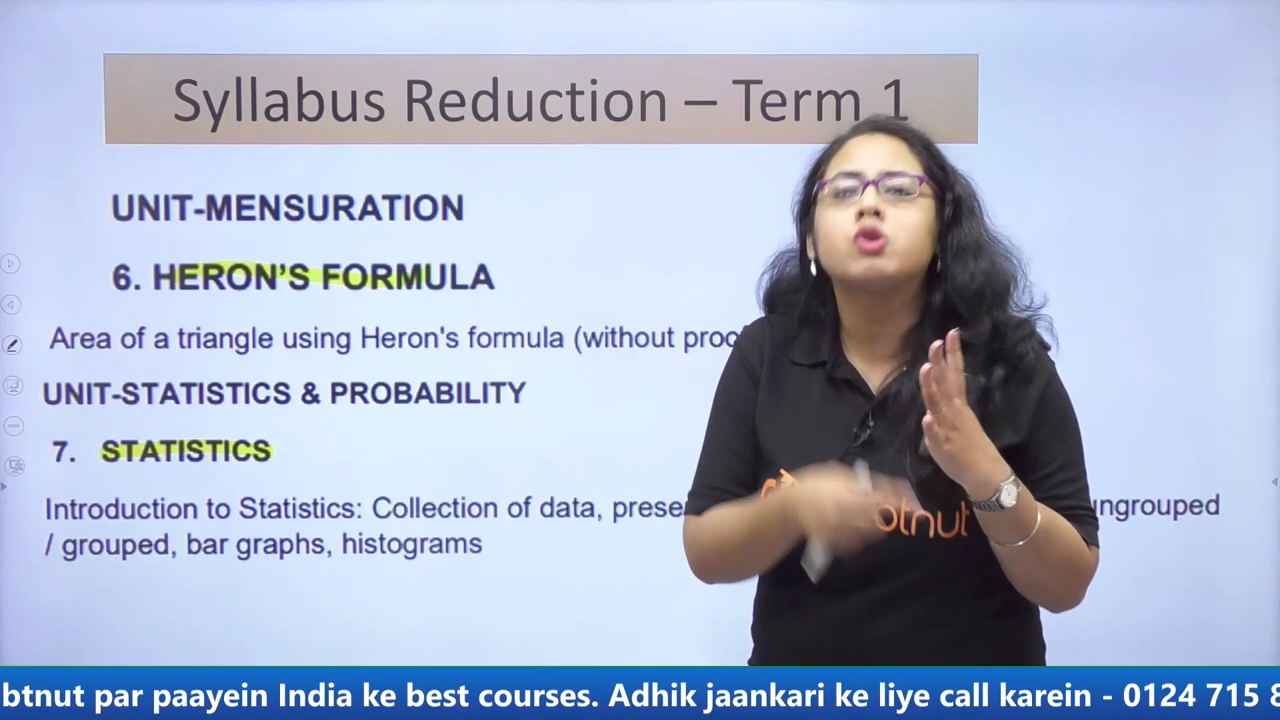 Syllabus Reduction – Term 1
UNIT-MENSURATION
6. HERON'S FORMULA
Area of a triangle using Heron's formula (without
UNIT-STATISTICS & PROBABILITY
7. STATISTICS
Introduction to Statistics: Collection of data, ungrouped
/ grouped, bar graphs, histograms
otnut
btnut par paayein India ke best courses. Adhik jaankari ke liye call karein - 0124 715 8